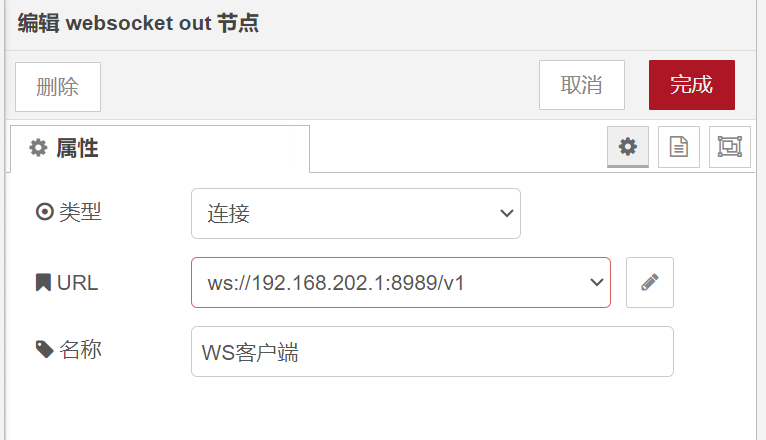 编辑 websocket out 节点
删除
取消
完成
属性
类型
连接
URL
ws://192.168.202.1:8989/v1
名称
WS客户端